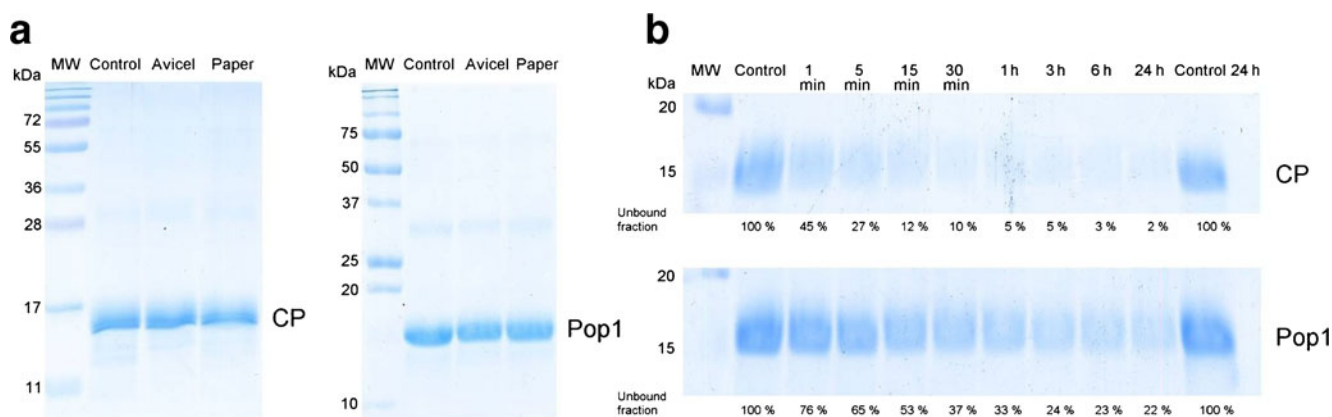 a
MW Control Avicel Paper
kDa
72
55
36
28
17
11
CP
MW Control Avicel Paper
kDa
75
50
37
25
20
10
Pop1
b
kDa MW Control 1 min 5 min 15 min 30 min 1 h 3 h 6 h 24 h Control 24 h
20
15
CP
Unbound fraction 100 % 45 % 27 % 12 % 10 % 5 % 5 % 3 % 2 % 100 %
20
15
Pop1
Unbound fraction 100 % 76 % 65 % 53 % 37 % 33 % 24 % 23 % 22 % 100 %